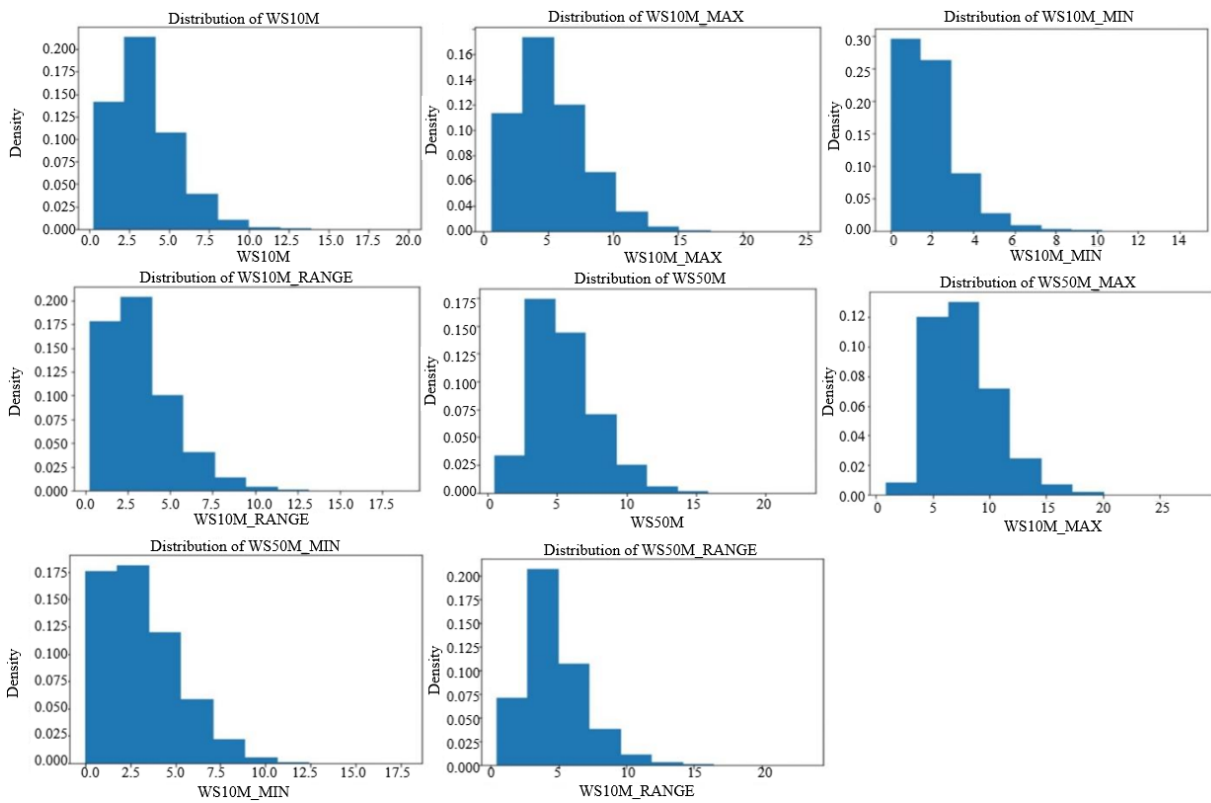 Distribution of WS10M
0.200
0.175
0.150
0.125
0.100
0.075
0.050
0.025
0.000
Density
0.0 2.5 5.0 7.5 10.0 12.5 15.0 17.5 20.0
WS10M
Distribution of WS10M_MAX
0.16
0.14
0.12
0.10
0.08
0.06
0.04
0.00
Density
0 5 10 15 20 25
WS10M_MAX
Distribution of WS10M_MIN
0.30
0.25
0.20
0.15
0.10
0.05
0.00
Density
0 2 4 6 8 10 12 14
WS10M_MIN
Distribution of WS10M_RANGE
0.200
0.175
0.150
0.125
0.100
0.075
0.050
0.025
0.000
Density
0.0 2.5 5.0 7.5 10.0 12.5 15.0 17.5
WS10M_RANGE
Distribution of WS50M
0.175
0.150
0.125
0.100
0.075
0.050
0.025
0.000
Density
0 5 10 15 20
WS50M
Distribution of WS50M_MAX
0.12
0.10
0.08
0.06
0.04
0.02
0.00
Density
0 5 10 15 20 25
WS10M_MAX
Distribution of WS50M_MIN
0.175
0.150
0.125
0.100
0.075
0.050
0.025
0.000
Density
0.0 2.5 5.0 7.5 10.0 12.5 15.0 17.5
WS10M_MIN
Distribution of WS50M_RANGE
0.200
0.175
0.150
0.125
0.100
0.075
0.050
0.025
0.000
Density
0 5 10 15 20
WS10M_RANGE